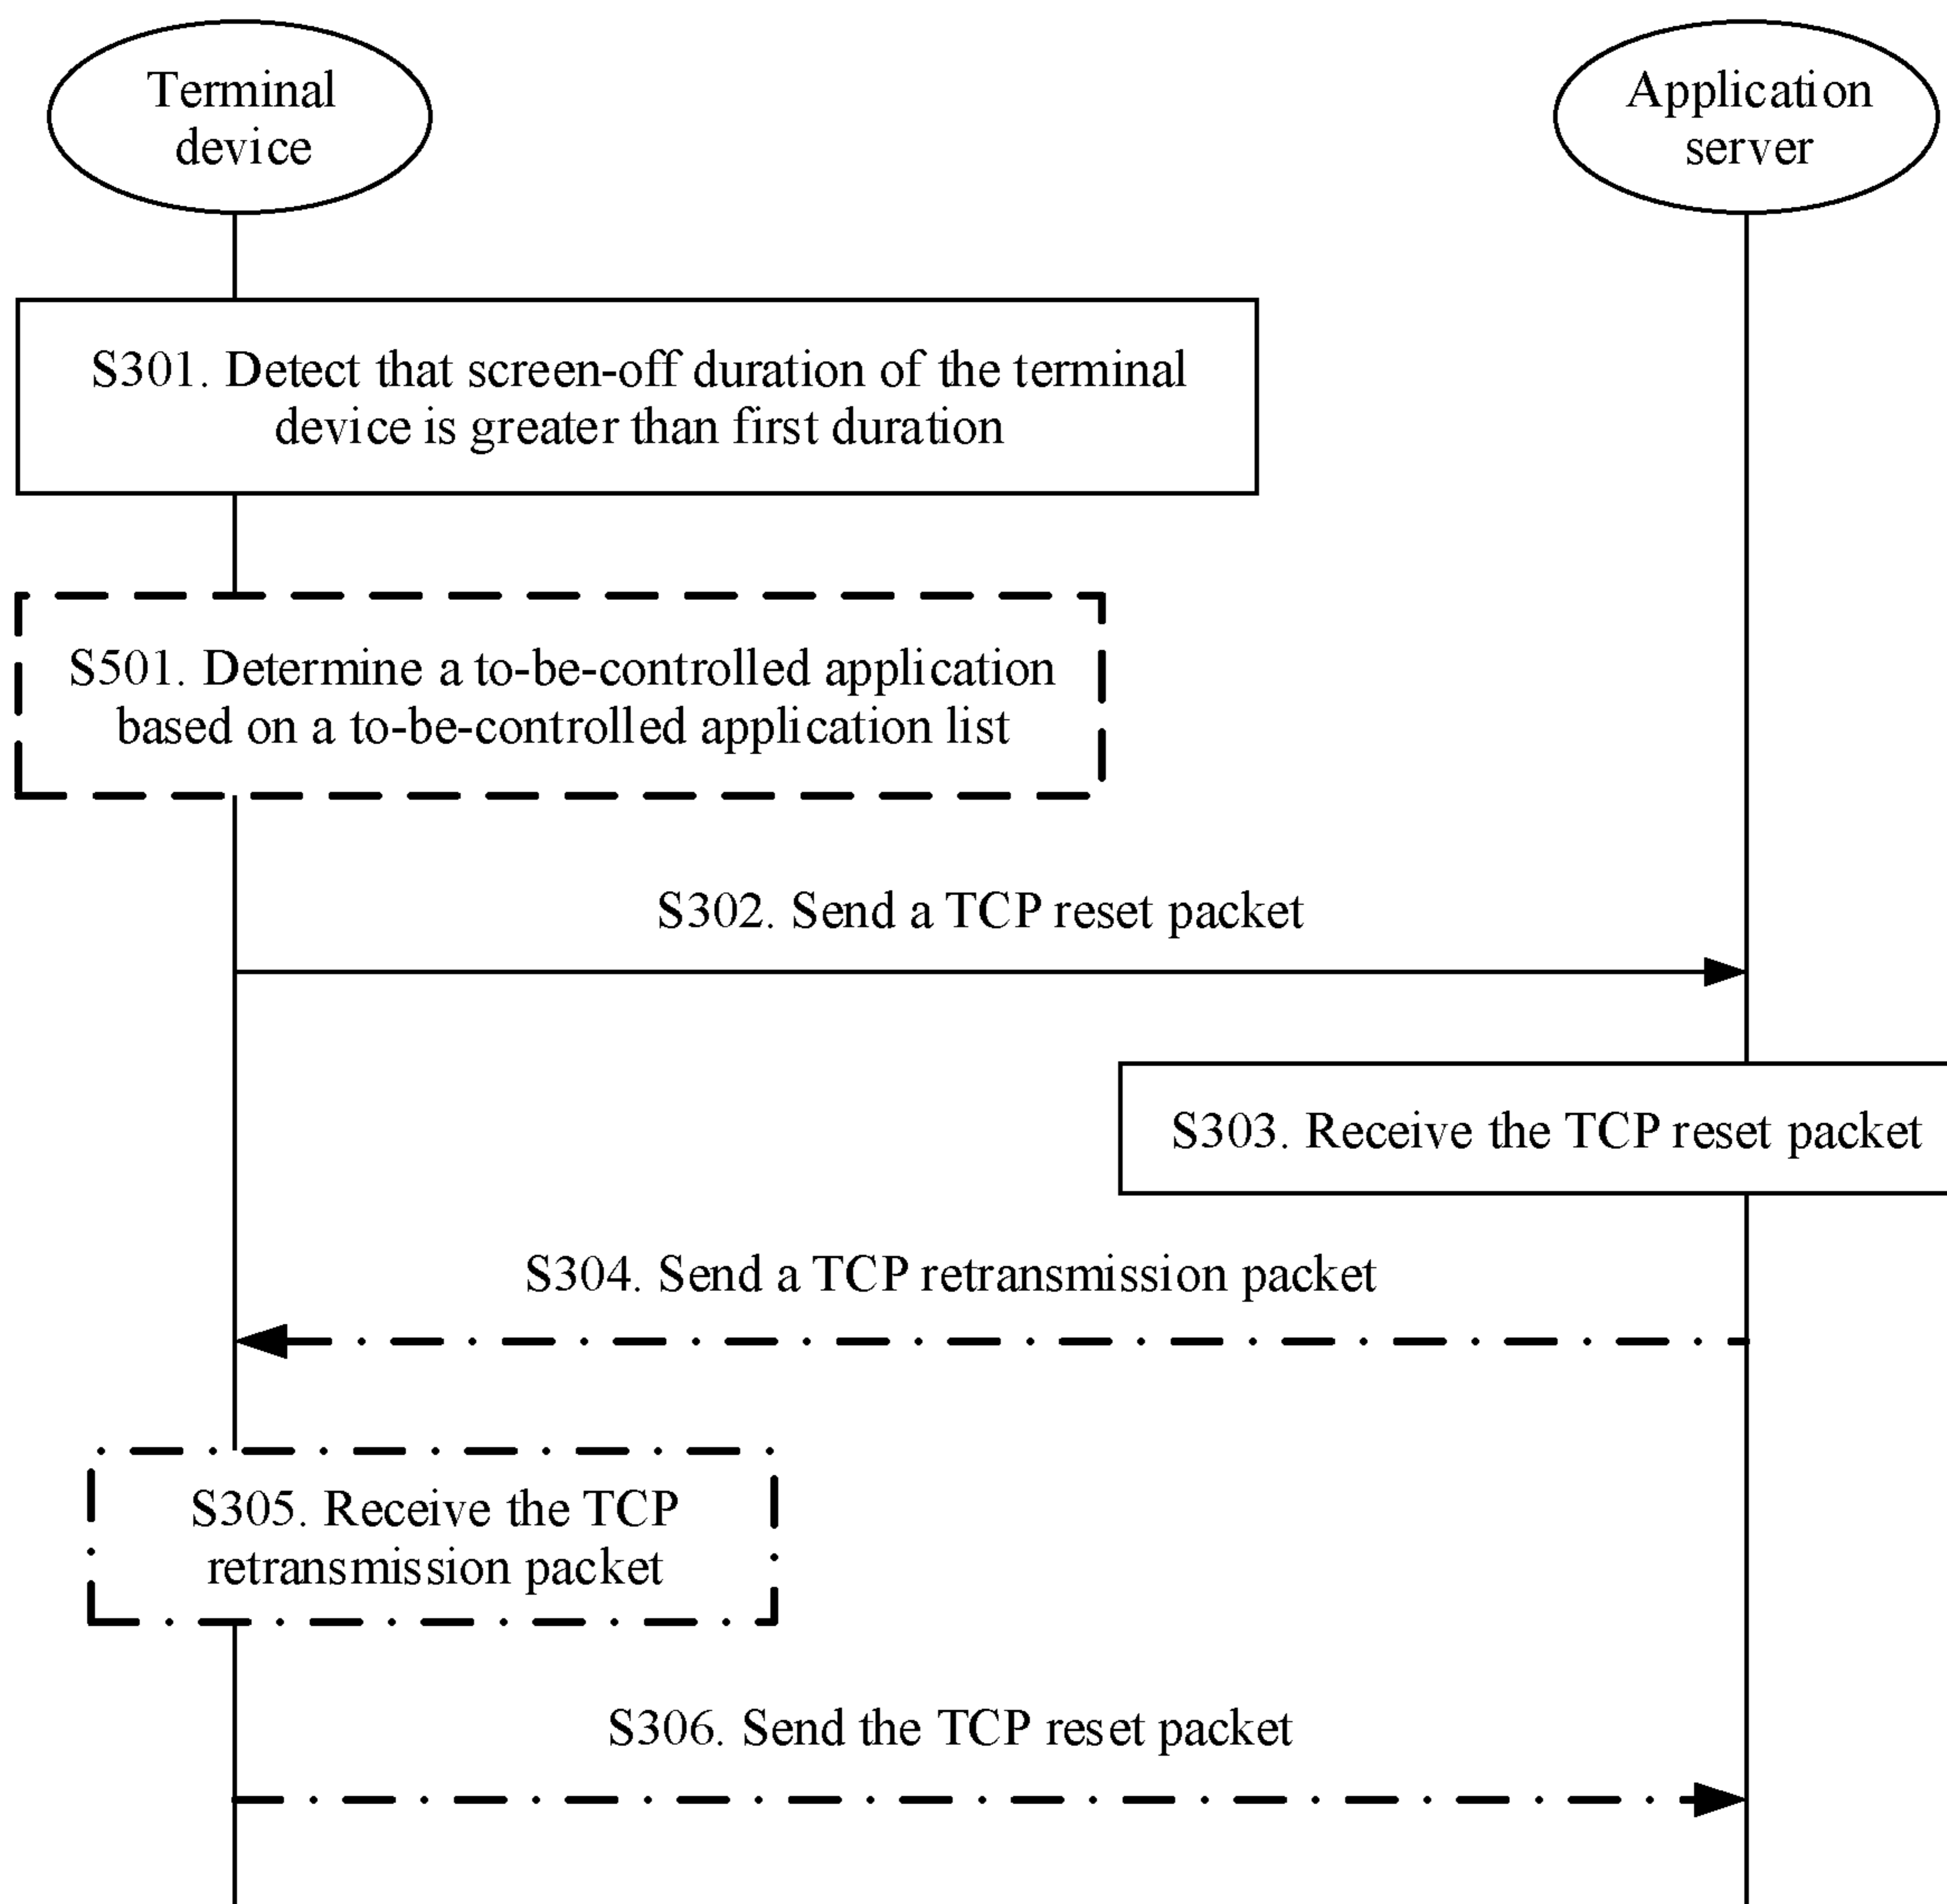 Terminal
device
Application
server
S301. Detect that screen-off duration of the terminal
device is greater than first duration
S501. Determine a to-be-controlled application
based on a to-be-controlled application list
S302. Send a TCP reset packet
S303. Receive the TCP reset packet
S304. Send a TCP retransmission packet
S305. Receive the TCP
retransmission packet
S306. Send the TCP reset packet